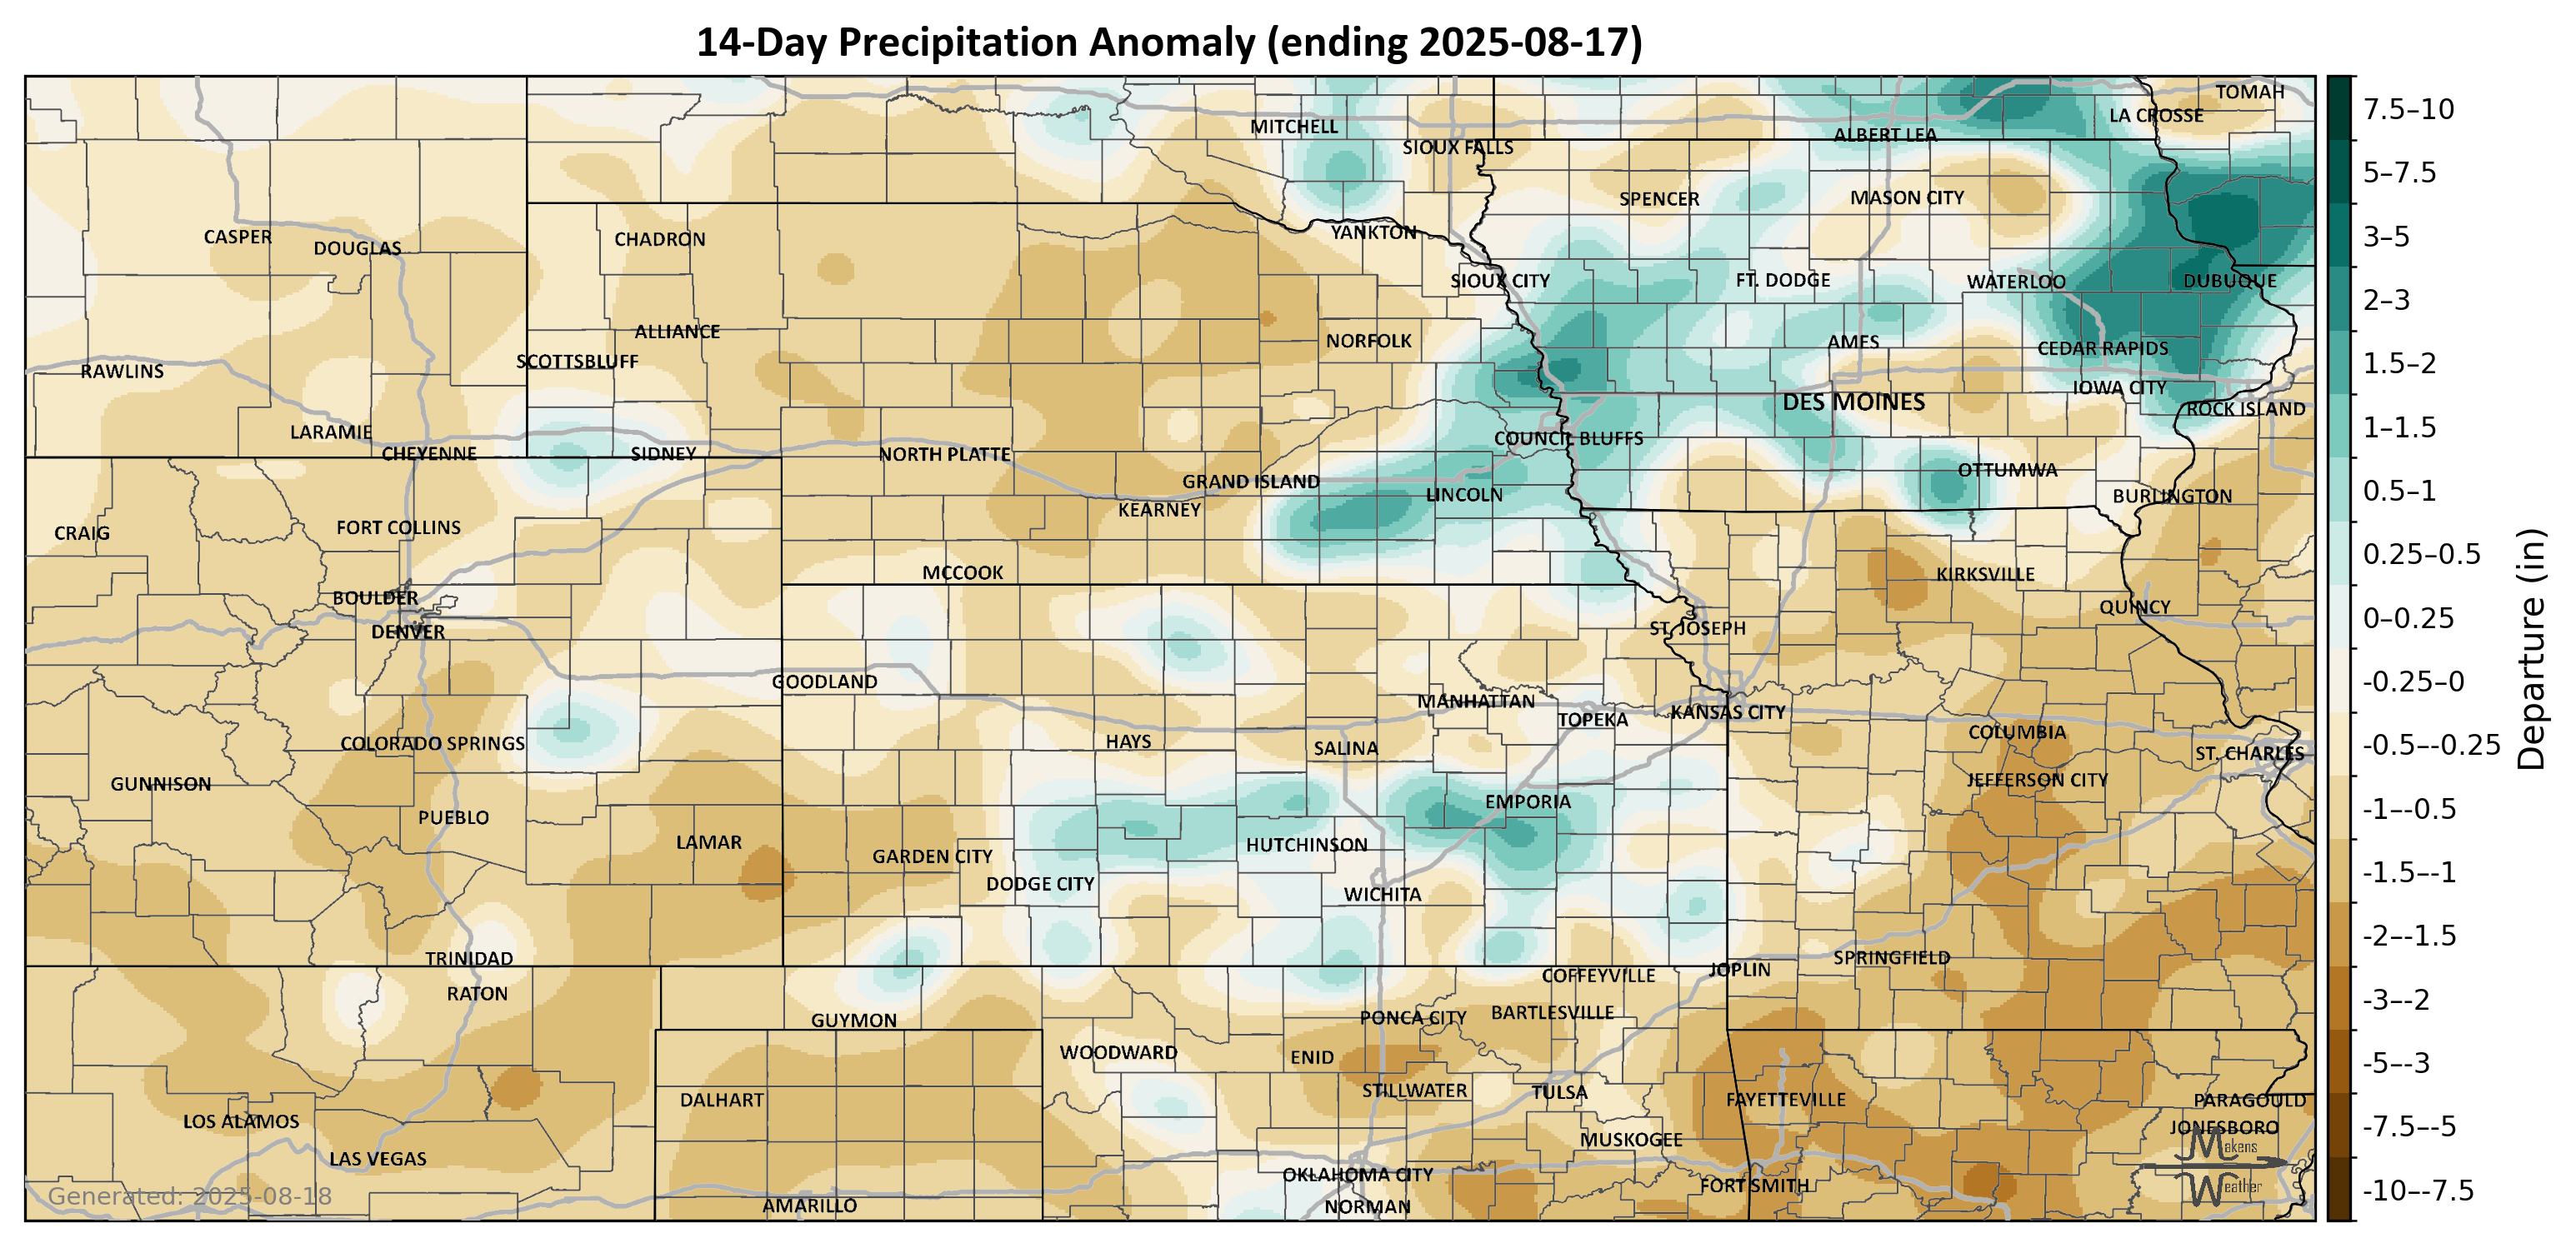 14-Day Precipitation Anomaly (ending 2025-08-17)
TOMAH
LA CROSSE
MITCHELL
ALBERT LEA
SIOUX FALLS
SPENCER
MASON CITY
YANKTON
CASPER
DOUGLAS
CHADRON
SIOUX CITY
FT. DODGE
WATERLOO
DUBUQUE
ALLIANCE
NORFOLK
AMES
CEDAR RAPIDS
SCOTTSBLUFF
RAWLINS
IOWA CITY
DES MOINES
ROCK ISLAND
LARAMIE
COUNCIL BLUFFS
CHEYENNE
SIDNEY
NORTH PLATTE
OTTUMWA
GRAND ISLAND
LINCOLN
BURLINGTON
KEARNEY
CRAIG
FORT COLLINS
MCCOOK
KIRKSVILLE
BOULDER
QUINCY
DENVER
ST. JOSEPH
GOODLAND
MANHATTAN
TOPEKA
KANSAS CITY
COLUMBIA
COLORADO SPRINGS
HAYS
SALINA
ST. CHARLES
GUNNISON
JEFFERSON CITY
EMPORIA
PUEBLO
LAMAR
HUTCHINSON
GARDEN CITY
DODGE CITY
WICHITA
TRINIDAD
SPRINGFIELD
COFFEYVILLE
JOPLIN
RATON
BARTLESVILLE
GUYMON
PONCA CITY
WOODWARD
ENID
STILLWATER
TULSA
DALHART
FAYETTEVILLE
PARAGOULD
LOS ALAMOS
JONESBORO
MUSKOGEE
LAS VEGAS
OKLAHOMA CITY
FORT SMITH
AMARILLO
NORMAN
Generated: 2025-08-18
Makens
Weather
7.5–10
5–7.5
3–5
2–3
1.5–2
1–1.5
0.5–1
0.25–0.5
0–0.25
-0.25–0
-0.5–-0.25
-1–-0.5
-1.5–-1
-2–-1.5
-3–-2
-5–-3
-7.5–-5
-10–-7.5
Departure (in)